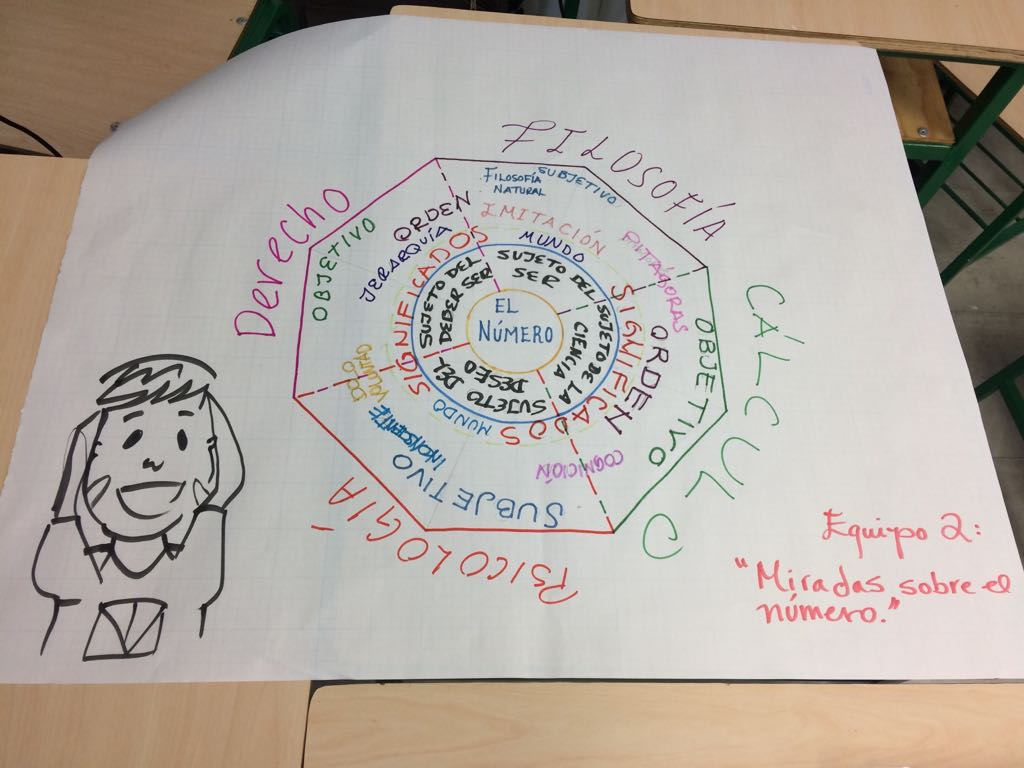 FILOSOFÍA
FILOSOFÍA
NATURAL
SUBJETIVO
IMITACIÓN
MUNDO
PITAGORAS
SUJETO DEL
SER
CÁLCULO
OBJETIVO
ORDEN
SIGNIFICADOS
SUJETO DE LA
CIENCIA
COGNICIÓN
PSICOLOGÍA
SUBJETIVO
INCONSCIENTE
VOLUNTAD
MUNDO
SUJETO DEL
DESEO
Derecho
OBJETIVO
ORDEN
JERARQUÍA
SIGNIFICADOS
SUJETO DEL
DEBER SER
EL
NÚMERO
Equipo 2:
"Miradas sobre el
número."